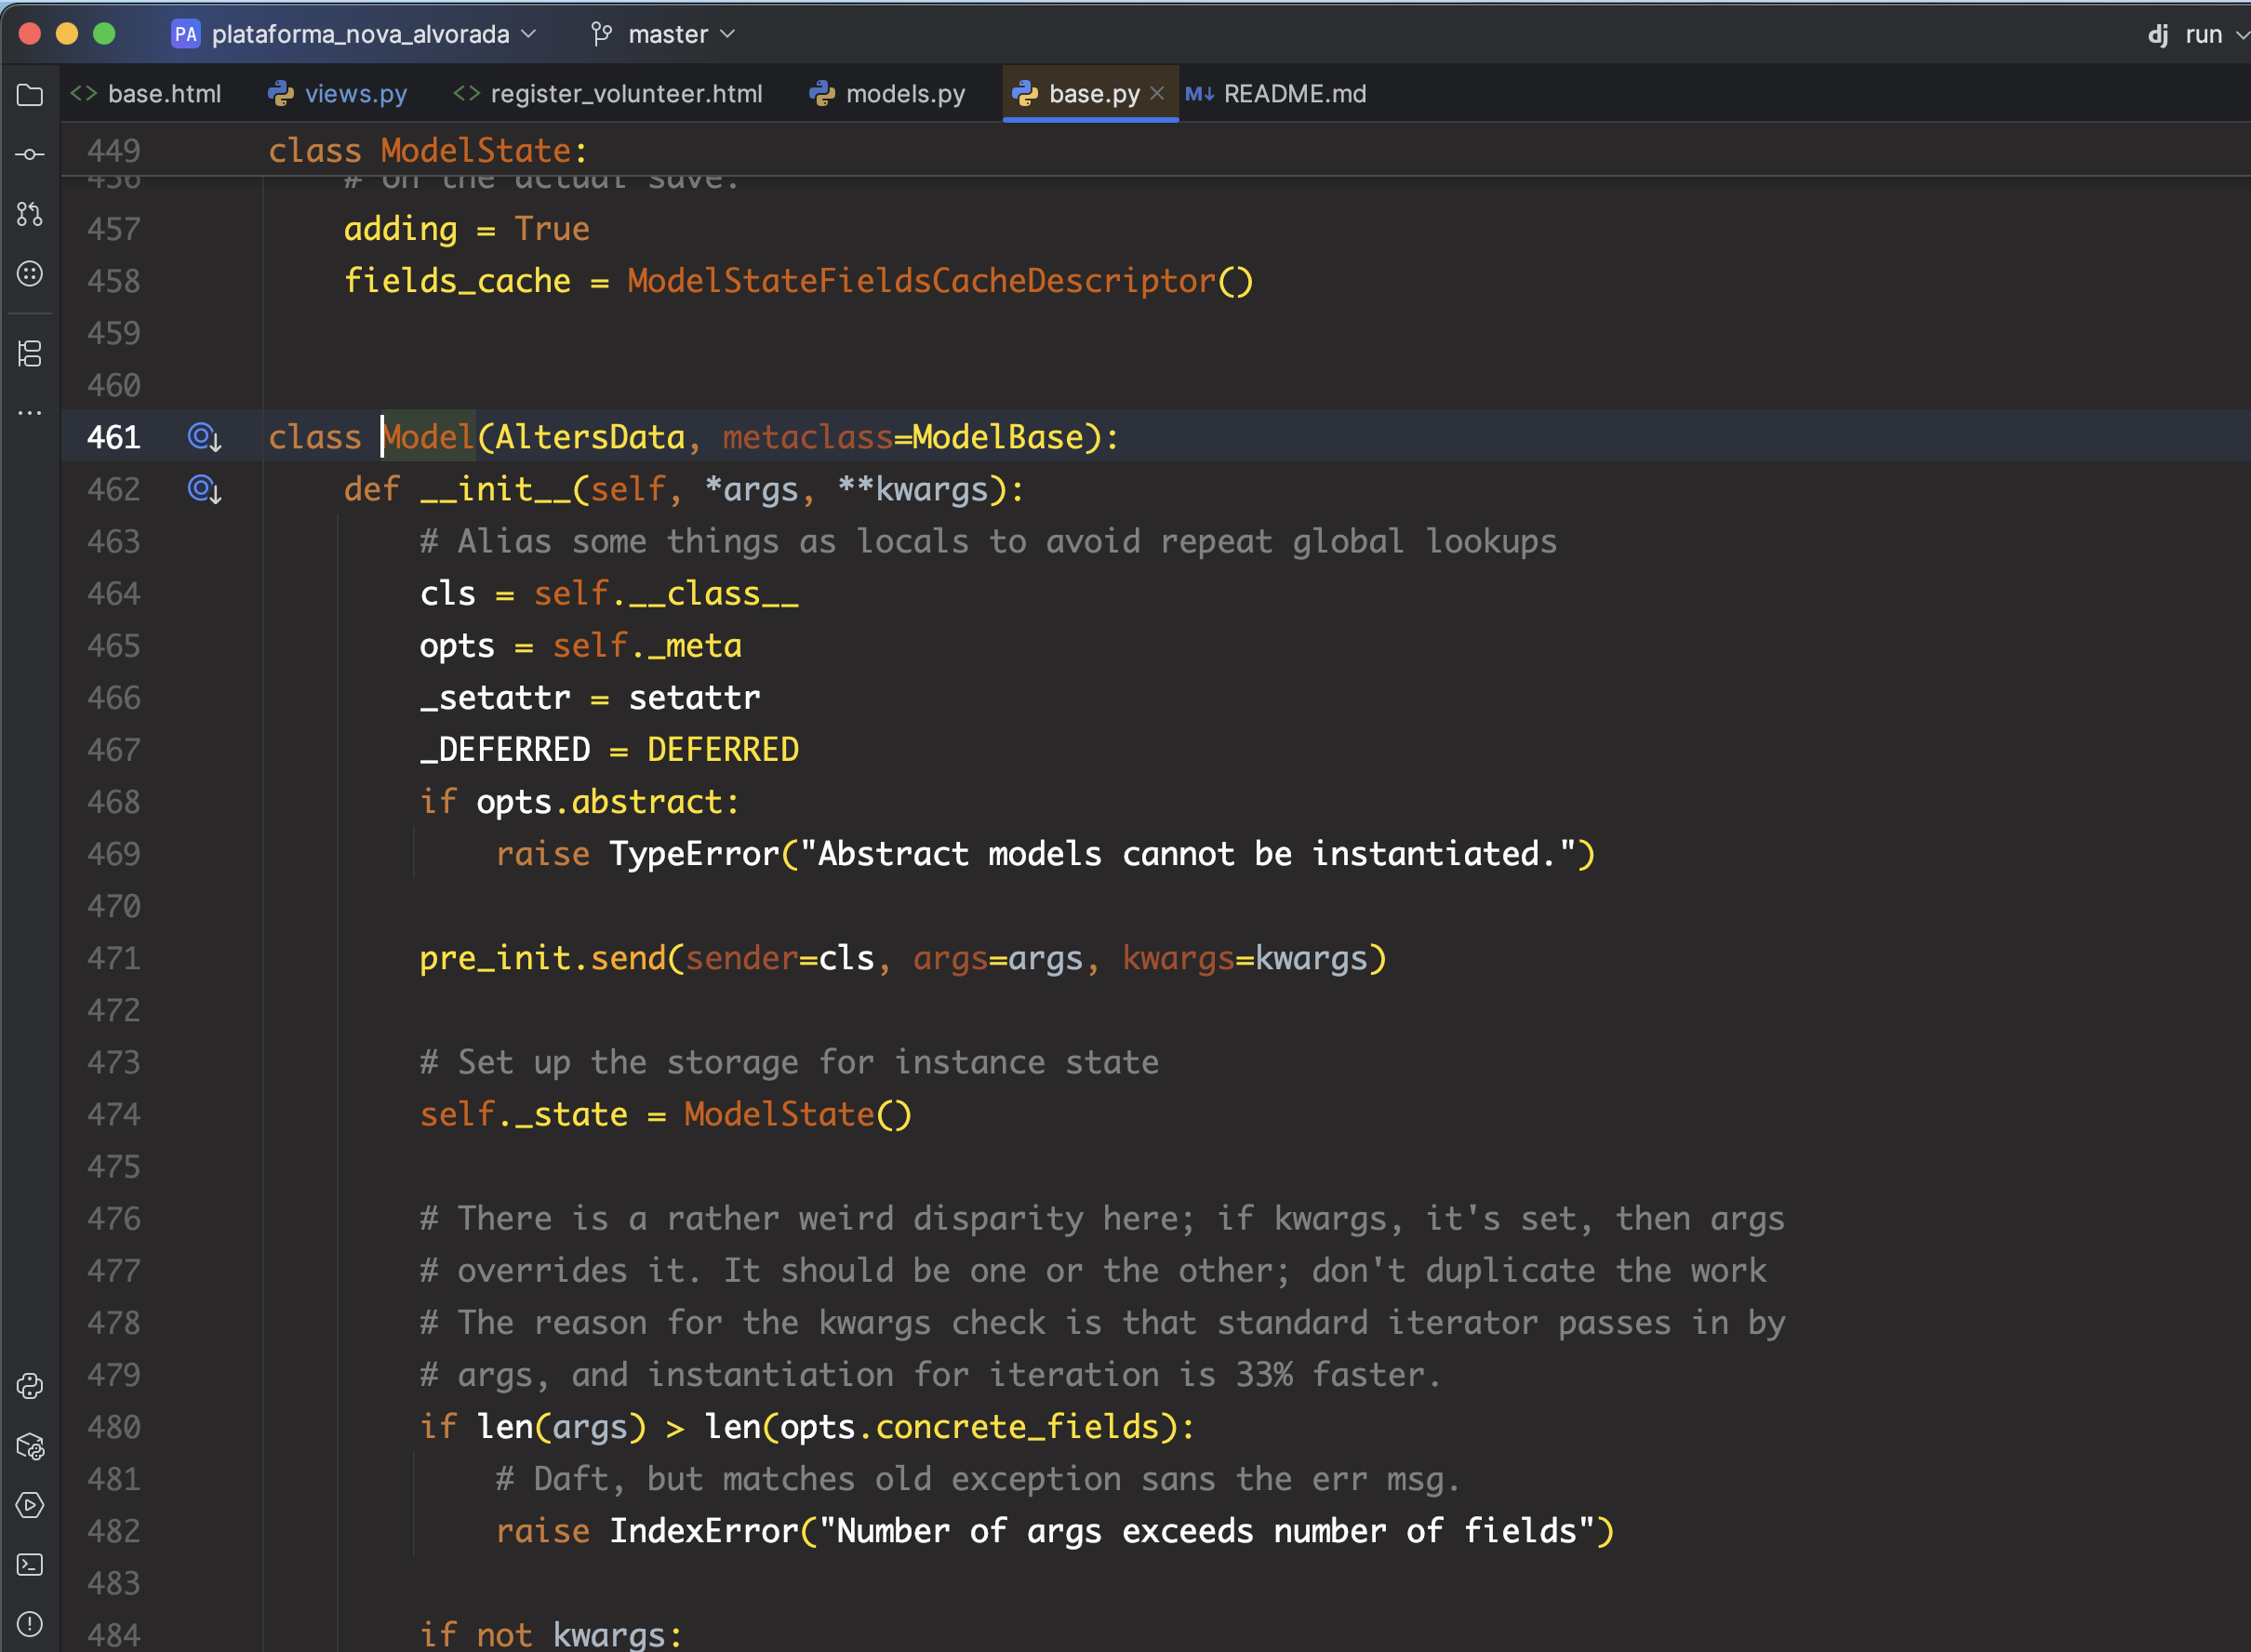 PA plataforma_nova_alvorada master dj run
base.html views.py register_volunteer.html models.py base.py README.md
449 class ModelState:
456 # on the actual save.
457 adding = True
458 fields_cache = ModelStateFieldsCacheDescriptor()
459
460
461 class Model(AltersData, metaclass=ModelBase):
462 def __init__(self, *args, **kwargs):
463 # Alias some things as locals to avoid repeat global lookups
464 cls = self.__class__
465 opts = self._meta
466 _setattr = setattr
467 _DEFERRED = DEFERRED
468 if opts.abstract:
469 raise TypeError("Abstract models cannot be instantiated.")
470
471 pre_init.send(sender=cls, args=args, kwargs=kwargs)
472
473 # Set up the storage for instance state
474 self._state = ModelState()
475
476 # There is a rather weird disparity here; if kwargs, it's set, then args
477 # overrides it. It should be one or the other; don't duplicate the work
478 # The reason for the kwargs check is that standard iterator passes in by
479 # args, and instantiation for iteration is 33% faster.
480 if len(args) > len(opts.concrete_fields):
481 # Daft, but matches old exception sans the err msg.
482 raise IndexError("Number of args exceeds number of fields")
483
484 if not kwargs: